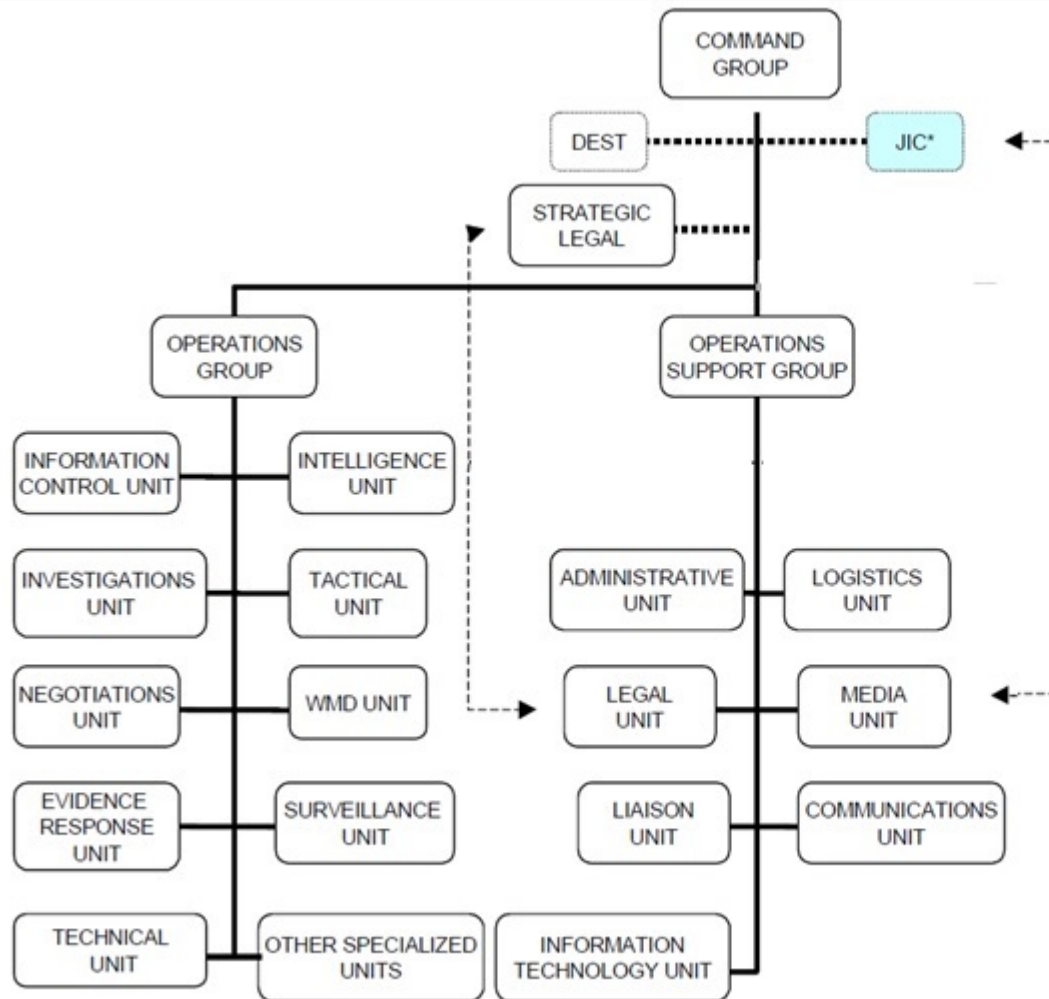 COMMAND
GROUP
DEST
JIC*
STRATEGIC
LEGAL
OPERATIONS
GROUP
OPERATIONS
SUPPORT GROUP
INFORMATION
CONTROL UNIT
INTELLIGENCE
UNIT
INVESTIGATIONS
UNIT
TACTICAL
UNIT
ADMINISTRATIVE
UNIT
LOGISTICS
UNIT
NEGOTIATIONS
UNIT
WMD UNIT
LEGAL
UNIT
MEDIA
UNIT
EVIDENCE
RESPONSE
UNIT
SURVEILLANCE
UNIT
LIAISON
UNIT
COMMUNICATIONS
UNIT
TECHNICAL
UNIT
OTHER SPECIALIZED
UNITS
INFORMATION
TECHNOLOGY UNIT